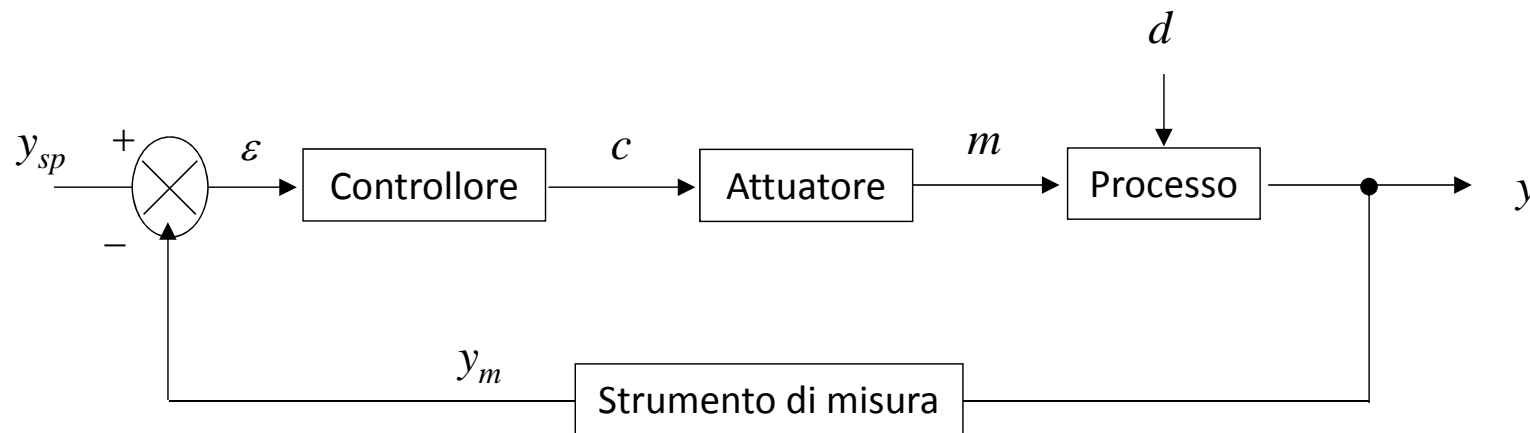 d
y_sp + ε Controllore c Attuatore m Processo y
−
y_m Strumento di misura